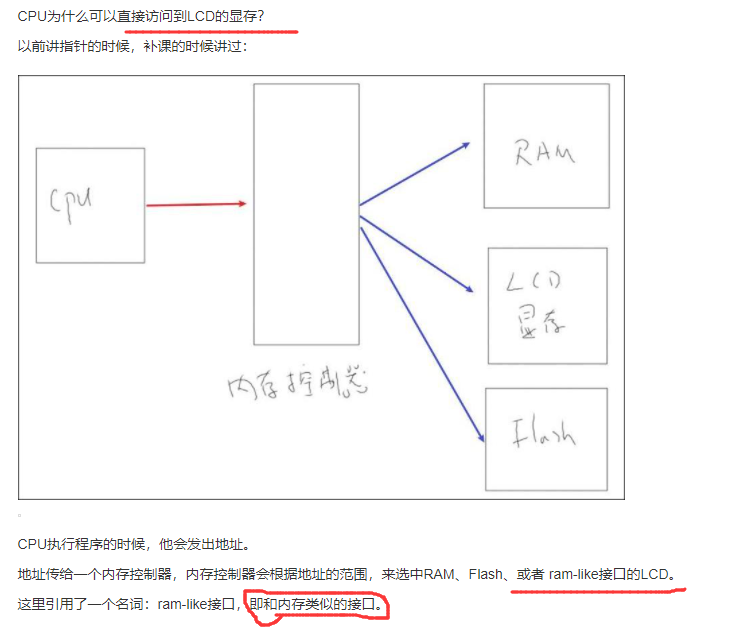 CPU为什么可以直接访问到LCD的显存？
以前讲指针的时候，补课的时候讲过：
CPU
RAM
LCD
显存
内存控制器
Flash
CPU执行程序的时候，他会发出地址。
地址传给一个内存控制器，内存控制器会根据地址的范围，来选中RAM、Flash、或者 ram-like接口的LCD。
这里引用了一个名词：ram-like接口，即和内存类似的接口。